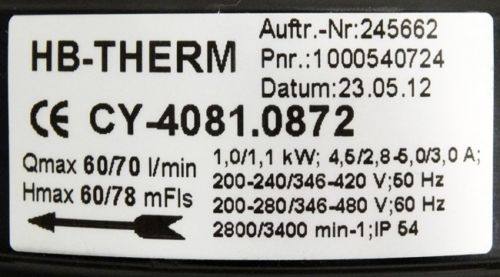 HB-THERM
Auftr.-Nr:245662
Pnr.:1000540724
Datum:23.05.12
CE CY-4081.0872
Qmax 60/70 l/min
Hmax 60/78 mFls
1,0/1,1 kW; 4,5/2,8-5,0/3,0 A;
200-240/346-420 V;50 Hz
200-280/346-480 V;60 Hz
2800/3400 min-1;IP 54